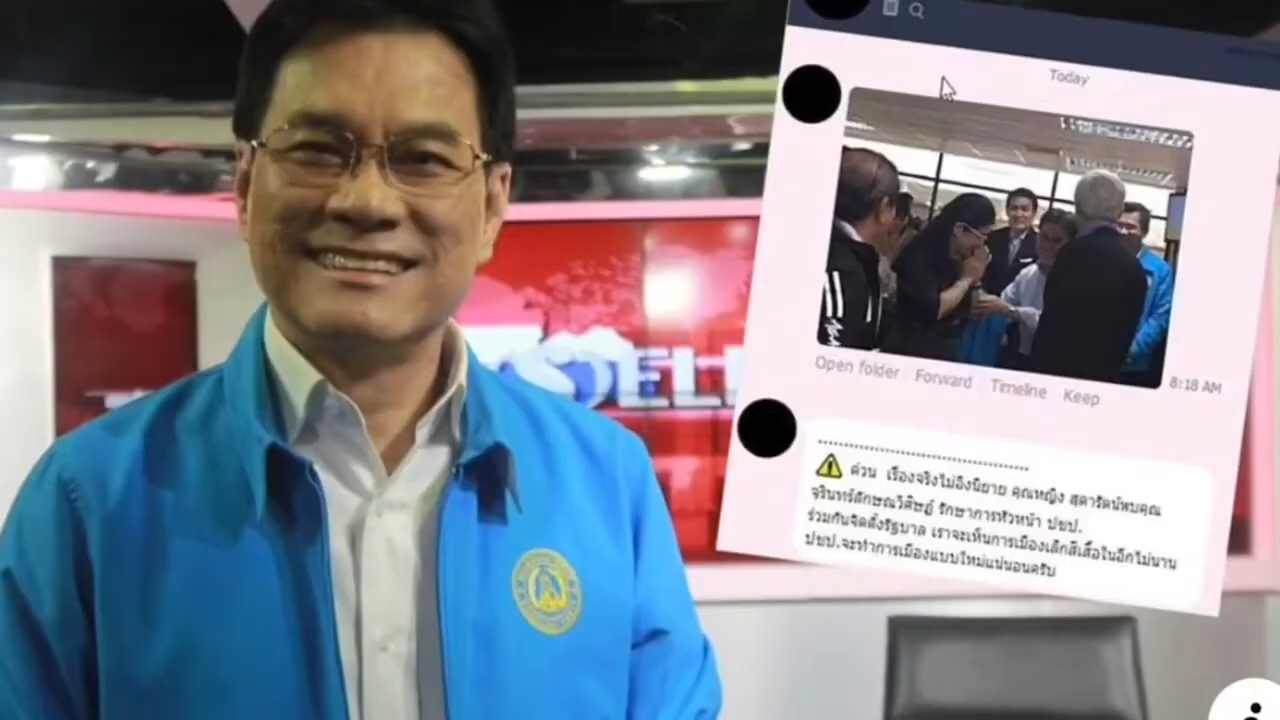 Today
Open folder Forward Timeline Keep
8:18 AM
ด่วน เรื่องจริงไม่อิงนิยาย คุณหญิง สุดารัตน์พบคุณ
จุรินทร์ลักษณวิศิษฏ์ รักษาการหัวหน้า ปชป.
ร่วมกันจัดตั้งรัฐบาล เราจะเห็นการเมืองเลิกสีเสื้อในอีกไม่นาน
ปชป.จะทำการเมืองแบบใหม่แน่นอนครับ